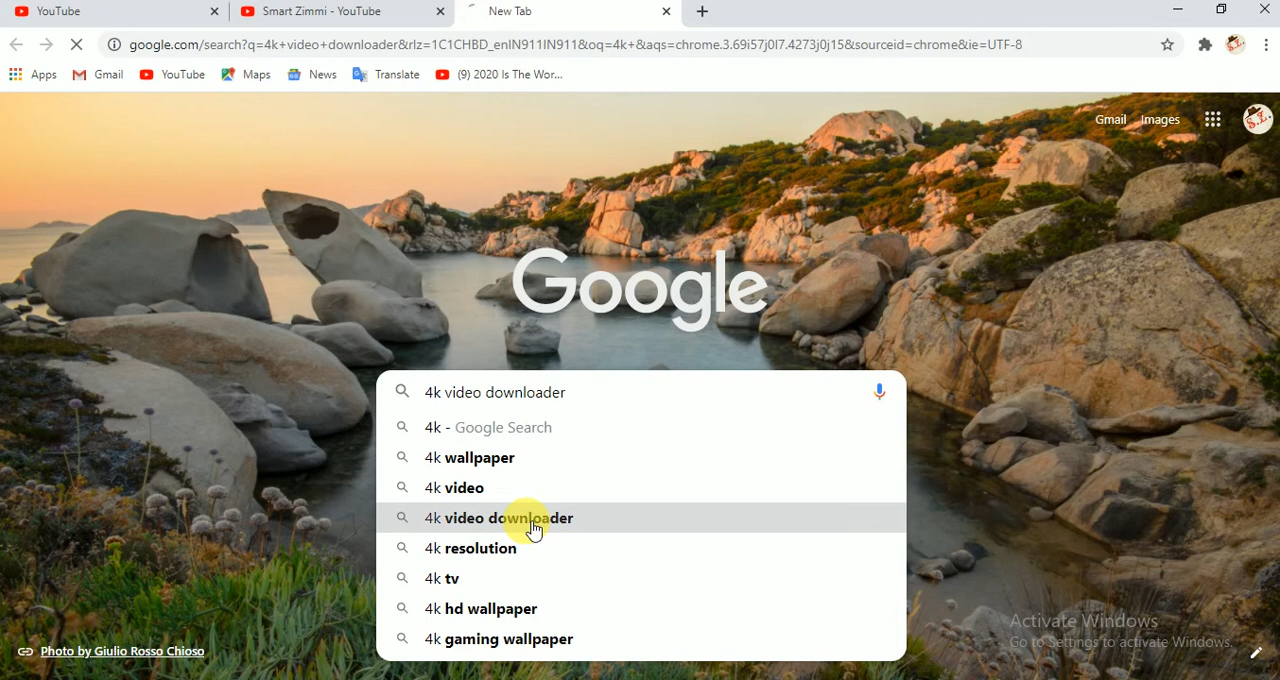 YouTube
Smart Zimmi - YouTube
New Tab
google.com/search?q=4k+video+downloader&rlz=1C1CHBD_enIN911IN911&oq=4k+&aqs=chrome.3.69i57j0l7.4273j0j15&sourceid=chrome&ie=UTF-8
Apps
Gmail
YouTube
Maps
News
Translate
(9) 2020 Is The Wor...
Gmail
Images
S.Z.
Google
4k video downloader
4k - Google Search
4k wallpaper
4k video
4k video downloader
4k resolution
4k tv
4k hd wallpaper
4k gaming wallpaper
Activate Windows
Go to Settings to activate Windows.
Photo by Giulio Rosso Chioso